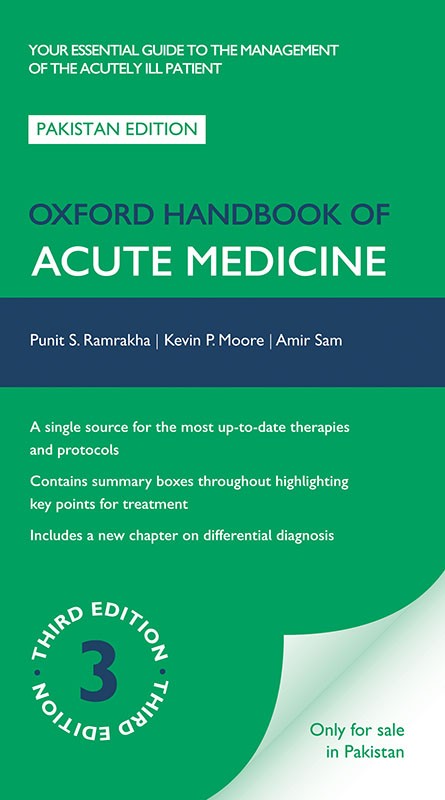 YOUR ESSENTIAL GUIDE TO THE MANAGEMENT
OF THE ACUTELY ILL PATIENT
PAKISTAN EDITION
OXFORD HANDBOOK OF
ACUTE MEDICINE
Punit S. Ramrakha | Kevin P. Moore | Amir Sam
A single source for the most up-to-date therapies
and protocols
Contains summary boxes throughout highlighting
key points for treatment
Includes a new chapter on differential diagnosis
THIRD EDITION
3
THIRD EDITION
Only for sale
in Pakistan